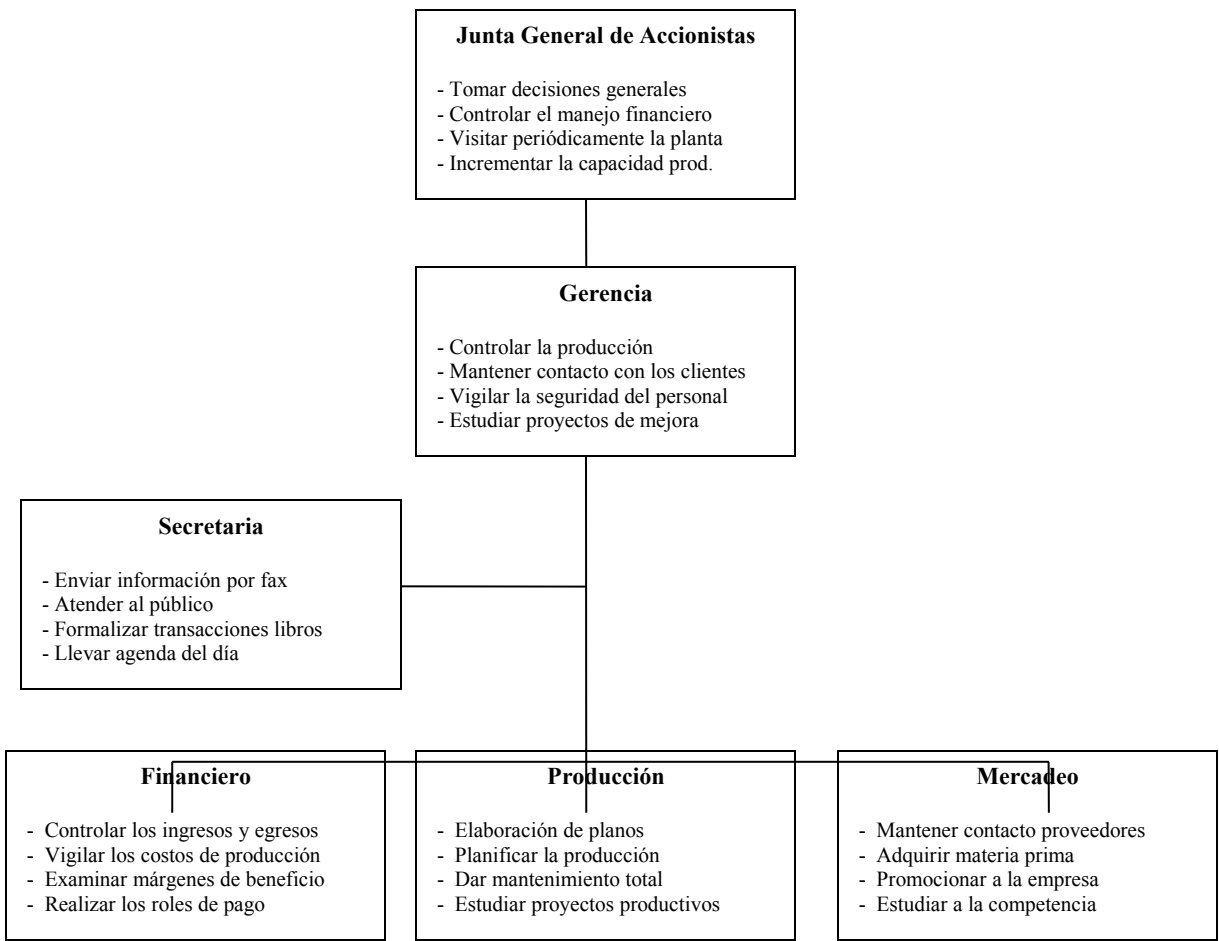 Junta General de Accionistas
- Tomar decisiones generales
- Controlar el manejo financiero
- Visitar periódicamente la planta
- Incrementar la capacidad prod.
Gerencia
- Controlar la producción
- Mantener contacto con los clientes
- Vigilar la seguridad del personal
- Estudiar proyectos de mejora
Secretaria
- Enviar información por fax
- Atender al público
- Formalizar transacciones libros
- Llevar agenda del día
Financiero
- Controlar los ingresos y egresos
- Vigilar los costos de producción
- Examinar márgenes de beneficio
- Realizar los roles de pago
Producción
- Elaboración de planos
- Planificar la producción
- Dar mantenimiento total
- Estudiar proyectos productivos
Mercadeo
- Mantener contacto proveedores
- Adquirir materia prima
- Promocionar a la empresa
- Estudiar a la competencia